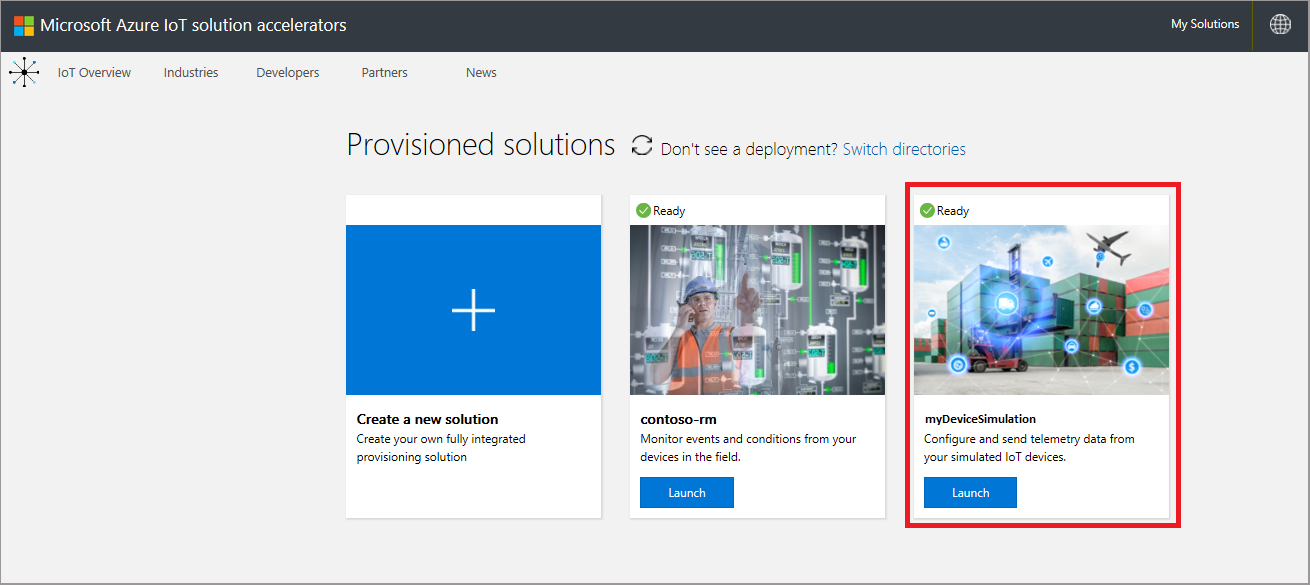 Microsoft Azure IoT solution accelerators
My Solutions
IoT Overview
Industries
Developers
Partners
News
Provisioned solutions
Don't see a deployment? Switch directories
Create a new solution
Create your own fully integrated
provisioning solution
Ready
contoso-rm
Monitor events and conditions from your
devices in the field.
Launch
Ready
myDeviceSimulation
Configure and send telemetry data from
your simulated IoT devices.
Launch